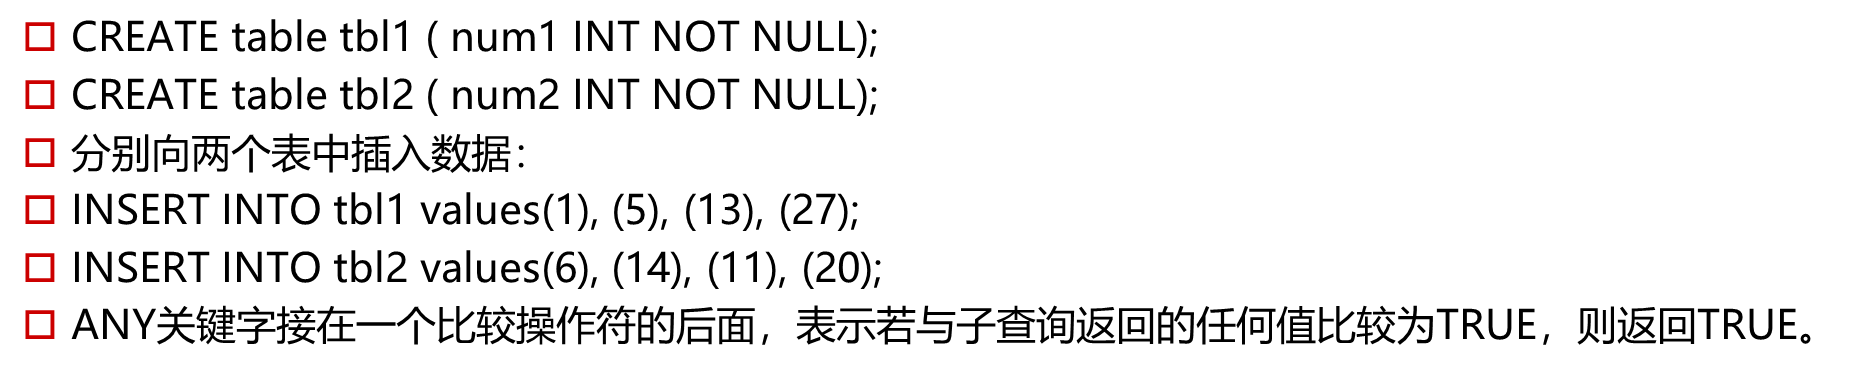 CREATE table tbl1 ( num1 INT NOT NULL);
CREATE table tbl2 ( num2 INT NOT NULL);
分别向两个表中插入数据：
INSERT INTO tbl1 values(1), (5), (13), (27);
INSERT INTO tbl2 values(6), (14), (11), (20);
ANY关键字接在一个比较操作符的后面，表示若与子查询返回的任何值比较为TRUE，则返回TRUE。